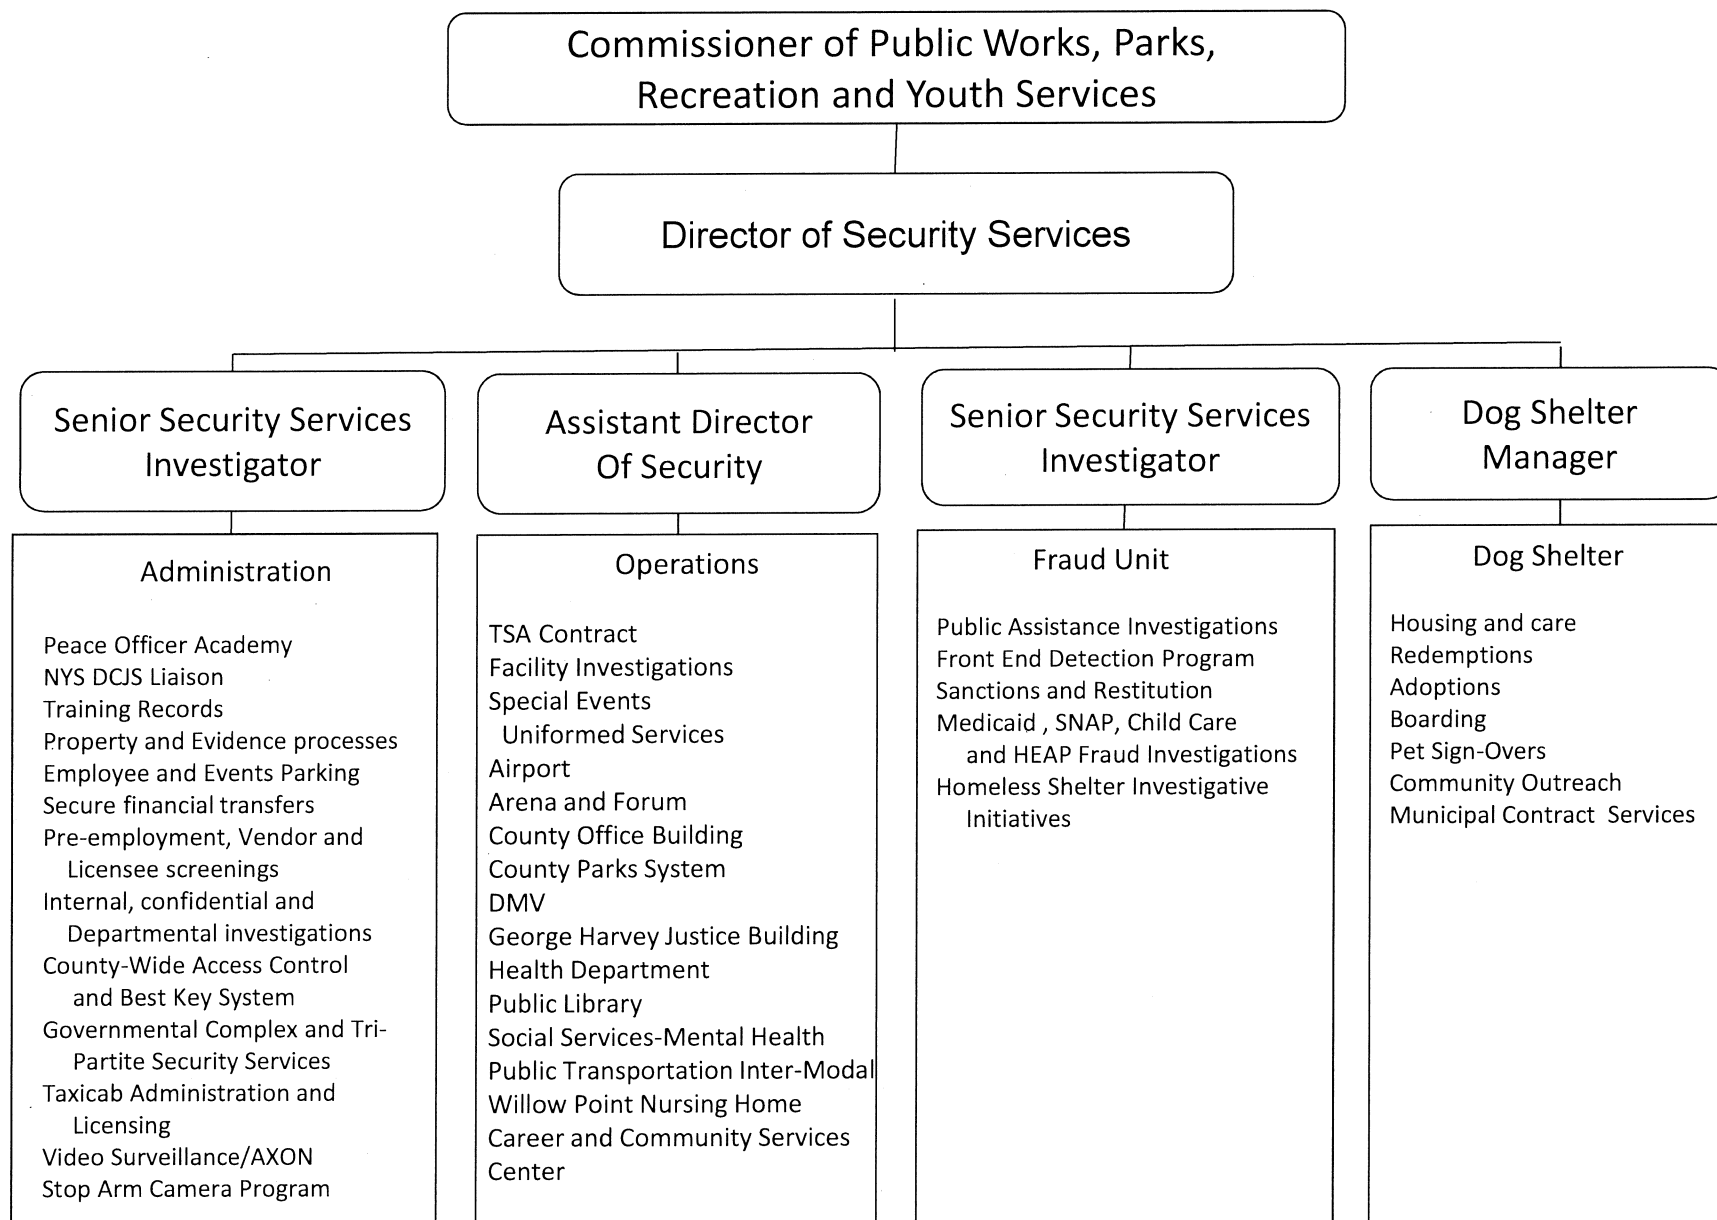 Commissioner of Public Works, Parks,
Recreation and Youth Services
Director of Security Services
Senior Security Services
Investigator
Assistant Director
Of Security
Senior Security Services
Investigator
Dog Shelter
Manager
Administration
Peace Officer Academy
NYS DCJS Liaison
Training Records
Property and Evidence processes
Employee and Events Parking
Secure financial transfers
Pre-employment, Vendor and
Licensee screenings
Internal, confidential and
Departmental investigations
County-Wide Access Control
and Best Key System
Governmental Complex and Tri-
Partite Security Services
Taxicab Administration and
Licensing
Video Surveillance/AXON
Stop Arm Camera Program
Operations
TSA Contract
Facility Investigations
Special Events
Uniformed Services
Airport
Arena and Forum
County Office Building
County Parks System
DMV
George Harvey Justice Building
Health Department
Public Library
Social Services-Mental Health
Public Transportation Inter-Modal
Willow Point Nursing Home
Career and Community Services
Center
Fraud Unit
Public Assistance Investigations
Front End Detection Program
Sanctions and Restitution
Medicaid , SNAP, Child Care
and HEAP Fraud Investigations
Homeless Shelter Investigative
Initiatives
Dog Shelter
Housing and care
Redemptions
Adoptions
Boarding
Pet Sign-Overs
Community Outreach
Municipal Contract  Services